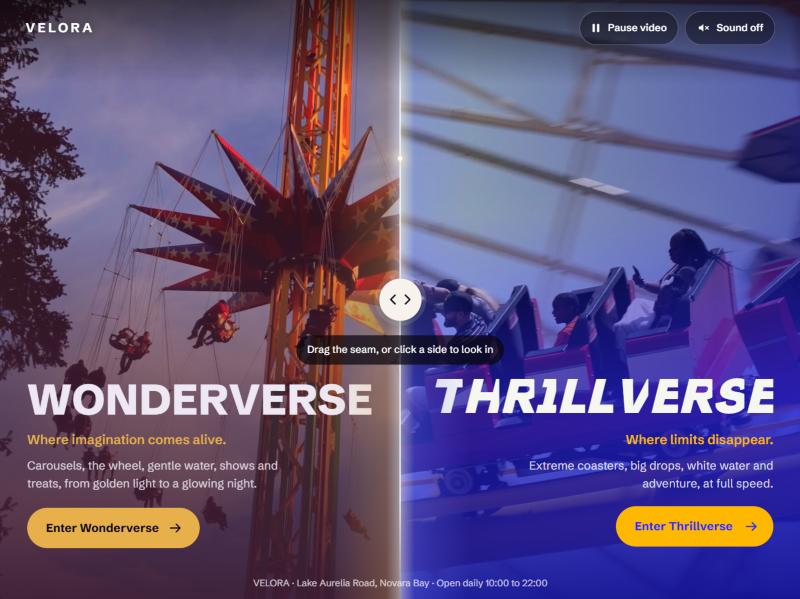 VELORA
Pause video
Sound off
Drag the seam, or click a side to look in
WONDERVERSE
Where imagination comes alive.
Carousels, the wheel, gentle water, shows and
treats, from golden light to a glowing night.
Enter Wonderverse
THRILLVERSE
Where limits disappear.
Extreme coasters, big drops, white water and
adventure, at full speed.
Enter Thrillverse
VELORA · Lake Aurelia Road, Novara Bay · Open daily 10:00 to 22:00